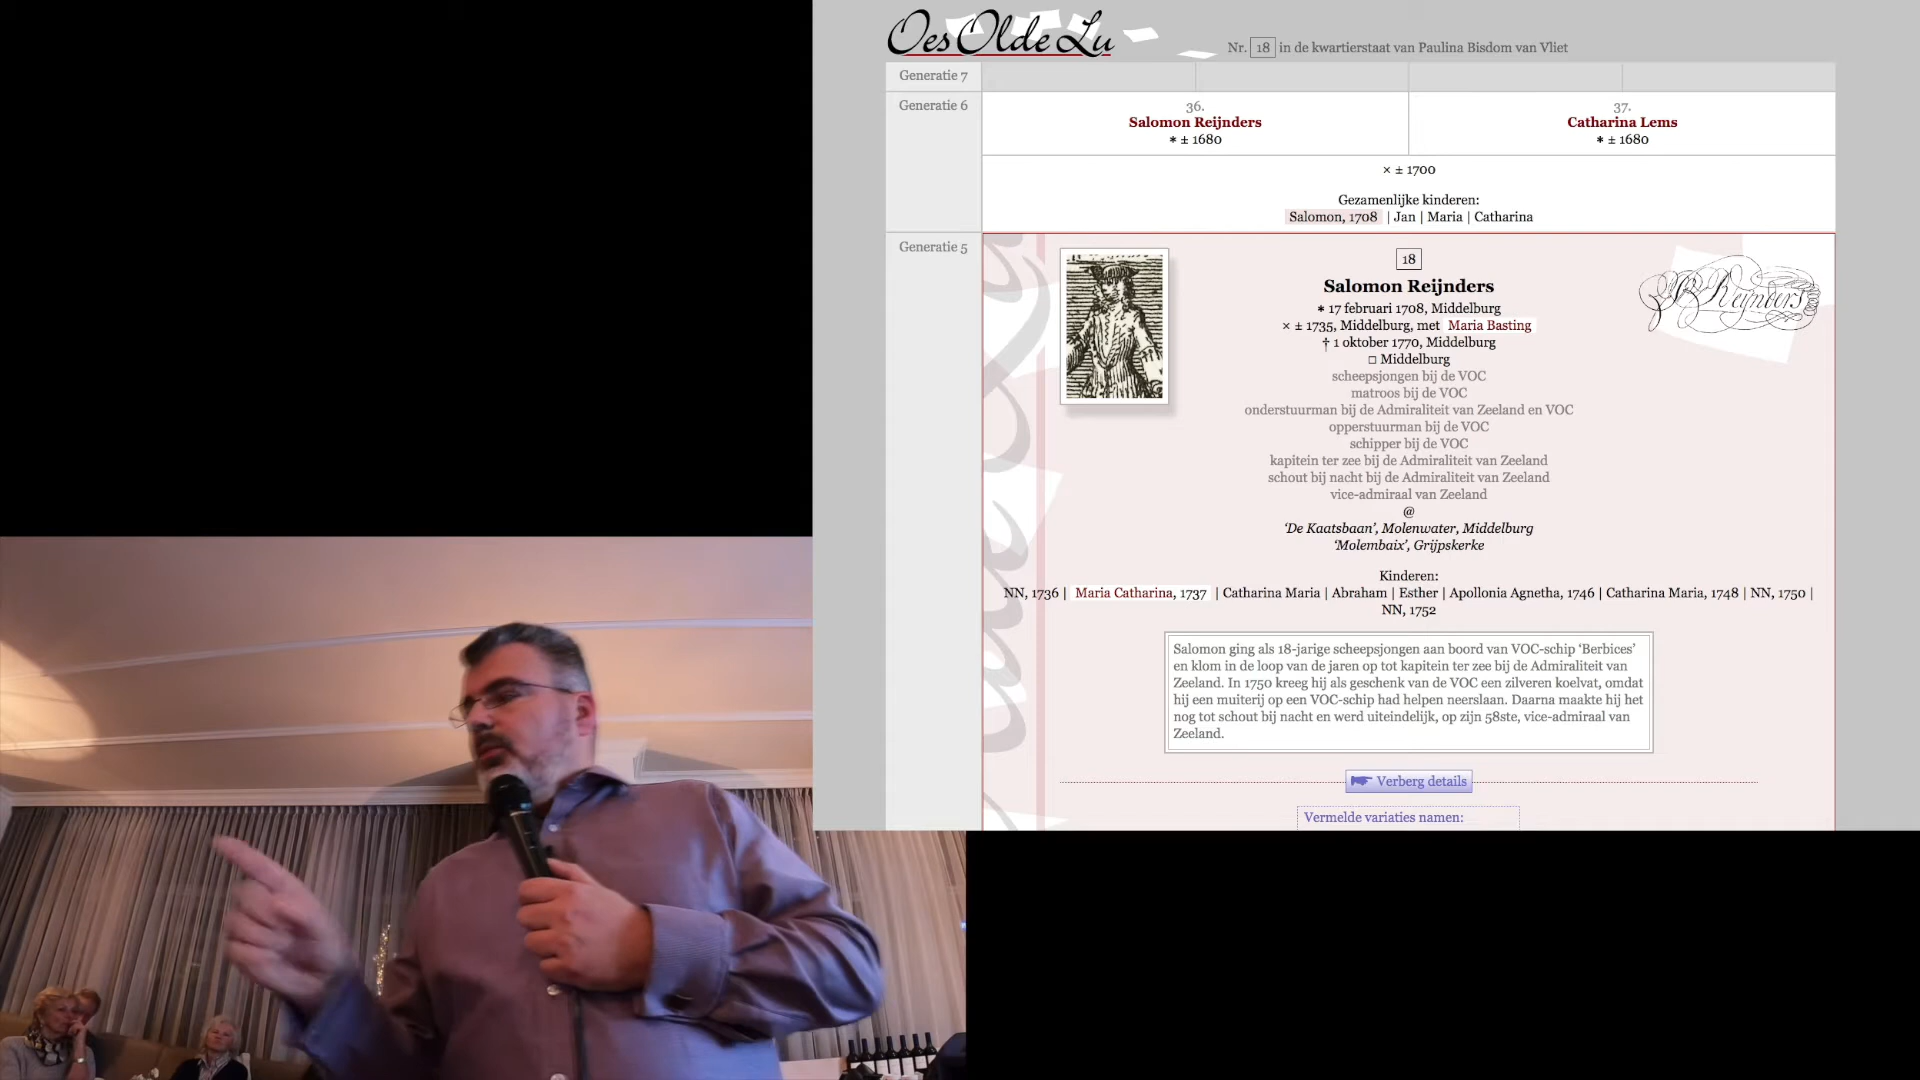 Oes Olde Lu
Nr. 18 in de kwartierstaat van Paulina Bisdom van Vliet
Generatie 7
Generatie 6
36.
Salomon Reijnders
* ± 1680
37.
Catharina Lems
* ± 1680
× ± 1700
Gezamenlijke kinderen:
Salomon, 1708 | Jan | Maria | Catharina
Generatie 5
18
Salomon Reijnders
* 17 februari 1708, Middelburg
× ± 1735, Middelburg, met Maria Basting
† 1 oktober 1770, Middelburg
□ Middelburg
scheepsjongen bij de VOC
matroos bij de VOC
onderstuurman bij de Admiraliteit van Zeeland en VOC
opperstuurman bij de VOC
schipper bij de VOC
kapitein ter zee bij de Admiraliteit van Zeeland
schout bij nacht bij de Admiraliteit van Zeeland
vice-admiraal van Zeeland
@
‘De Kaatsbaan’, Molenwater, Middelburg
‘Molembaix’, Grijpskerke
Kinderen:
NN, 1736 | Maria Catharina, 1737 | Catharina Maria | Abraham | Esther | Apollonia Agnetha, 1746 | Catharina Maria, 1748 | NN, 1750 |
NN, 1752
Salomon ging als 18-jarige scheepsjongen aan boord van VOC-schip ‘Berbices’
en klom in de loop van de jaren op tot kapitein ter zee bij de Admiraliteit van
Zeeland. In 1750 kreeg hij als geschenk van de VOC een zilveren koelvat, omdat
hij een muiterij op een VOC-schip had helpen neerslaan. Daarna maakte hij het
nog tot schout bij nacht en werd uiteindelijk, op zijn 58ste, vice-admiraal van
Zeeland.
Verberg details
Vermelde variaties namen:
Reijnders